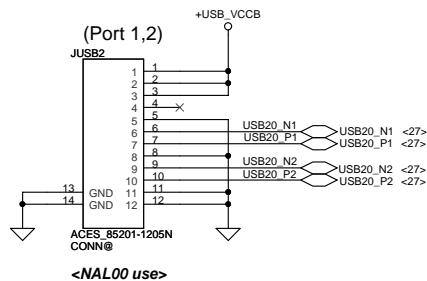 +USB_VCCB
(Port 1,2)
JUSB2
1 1
2 2
3 3
4 4
5 5
6 6 USB20_N1 USB20_N1 <27>
7 7 USB20_P1 USB20_P1 <27>
8 8
9 9 USB20_N2 USB20_N2 <27>
10 10 USB20_P2 USB20_P2 <27>
13 GND 11 11
14 GND 12 12
ACES_85201-1205N
CONN@
<NAL00 use>